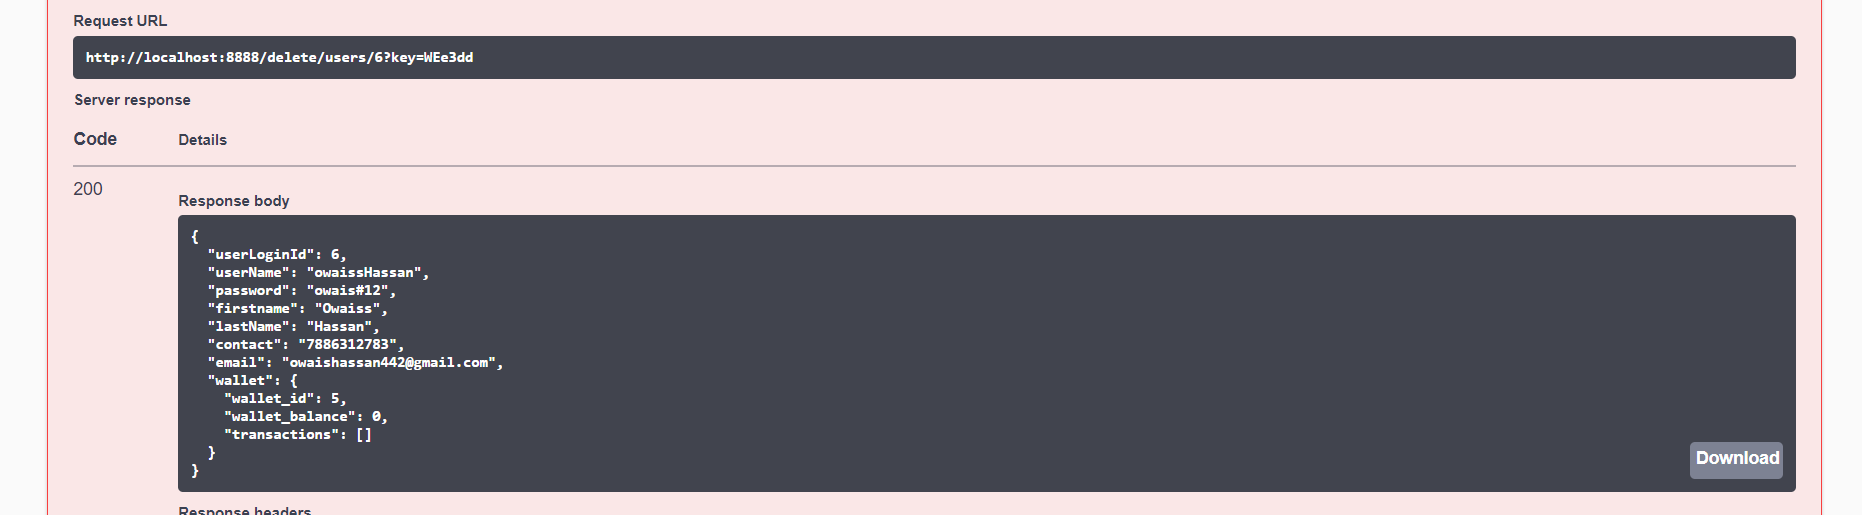 Request URL
http://localhost:8888/delete/users/6?key=WEe3dd
Server response
Code Details
200
Response body
{
  "userLoginId": 6,
  "userName": "owaissHassan",
  "password": "owais#12",
  "firstname": "Owaiss",
  "lastName": "Hassan",
  "contact": "7886312783",
  "email": "owaishassan442@gmail.com",
  "wallet": {
    "wallet_id": 5,
    "wallet_balance": 0,
    "transactions": []
  }
}
Download
Response headers